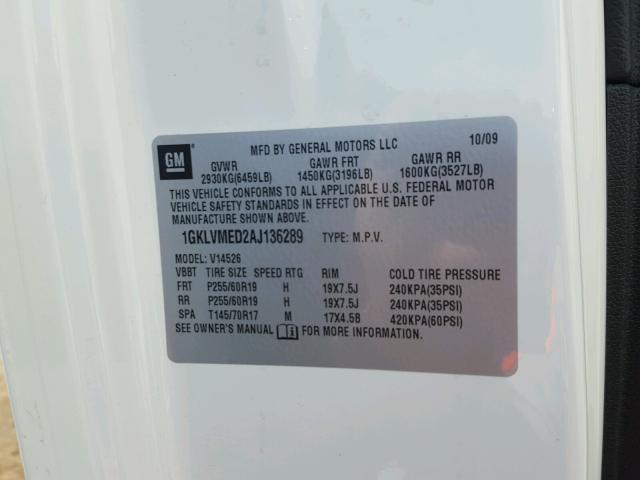 GM
MFD BY GENERAL MOTORS LLC 10/09
GVWR GAWR FRT GAWR RR
2930KG(6459LB) 1450KG(3196LB) 1600KG(3527LB)
THIS VEHICLE CONFORMS TO ALL APPLICABLE U.S. FEDERAL MOTOR
VEHICLE SAFETY STANDARDS IN EFFECT ON THE DATE OF
MANUFACTURE SHOWN ABOVE.
1GKLVMED2AJ136289 TYPE: M.P.V.
MODEL: V14526
VBBT TIRE SIZE SPEED RTG RIM COLD TIRE PRESSURE
FRT P255/60R19 H 19X7.5J 240KPA(35PSI)
RR P255/60R19 H 19X7.5J 240KPA(35PSI)
SPA T145/70R17 M 17X4.5B 420KPA(60PSI)
SEE OWNER'S MANUAL FOR MORE INFORMATION.